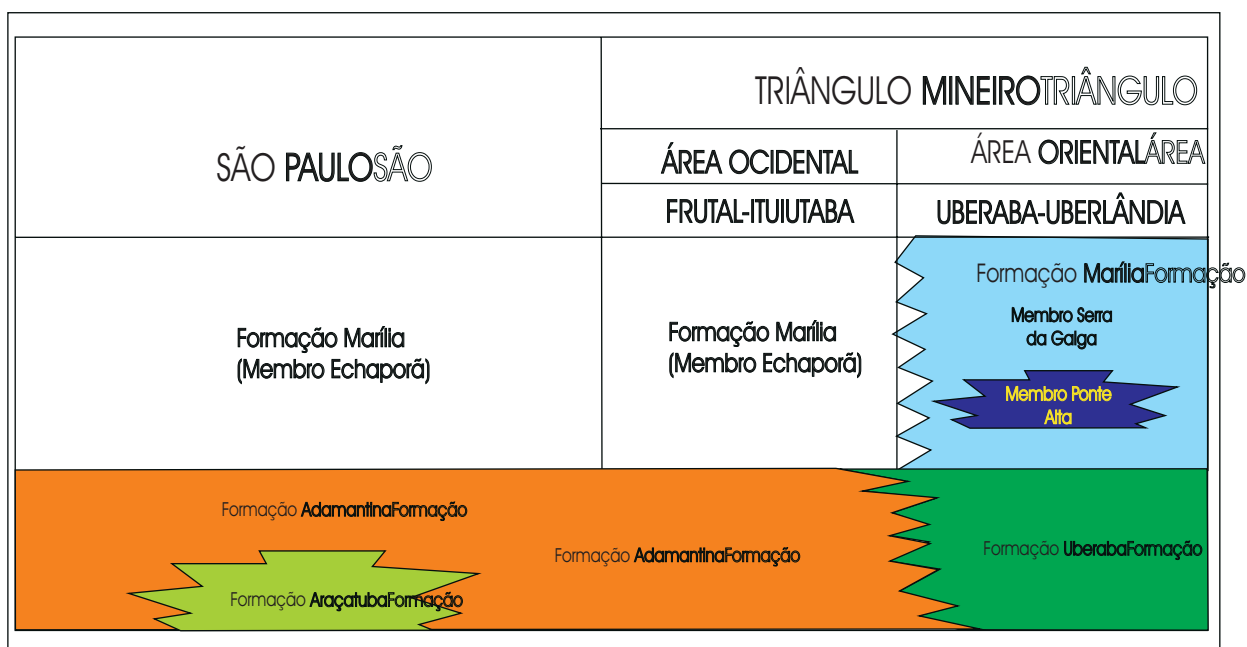 TRIÂNGULO MINEIROTRIÂNGULO
SÃO PAULOSÃO
ÁREA OCIDENTAL
ÁREA ORIENTALÁREA
FRUTAL-ITUIUTABA
UBERABA-UBERLÂNDIA
Formação Marília
(Membro Echaporã)
Formação Marília
(Membro Echaporã)
Formação MaríliaFormação
Membro Serra
da Galga
Membro Ponte
Alta
Formação AdamantinaFormação
Formação AdamantinaFormação
Formação UberabaFormação
Formação AraçatubaFormação